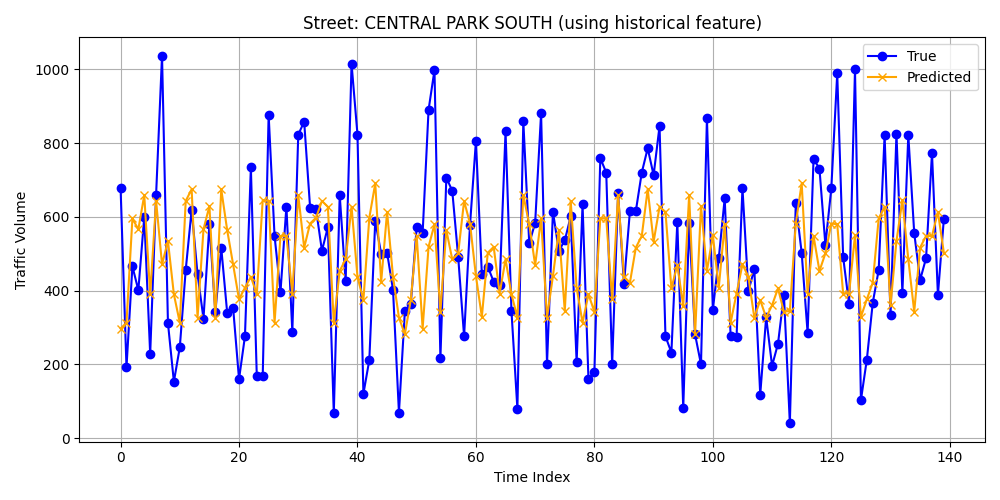 Street: CENTRAL PARK SOUTH (using historical feature)
True
Predicted
Traffic Volume
1000
800
600
400
200
0
0 20 40 60 80 100 120 140
Time Index